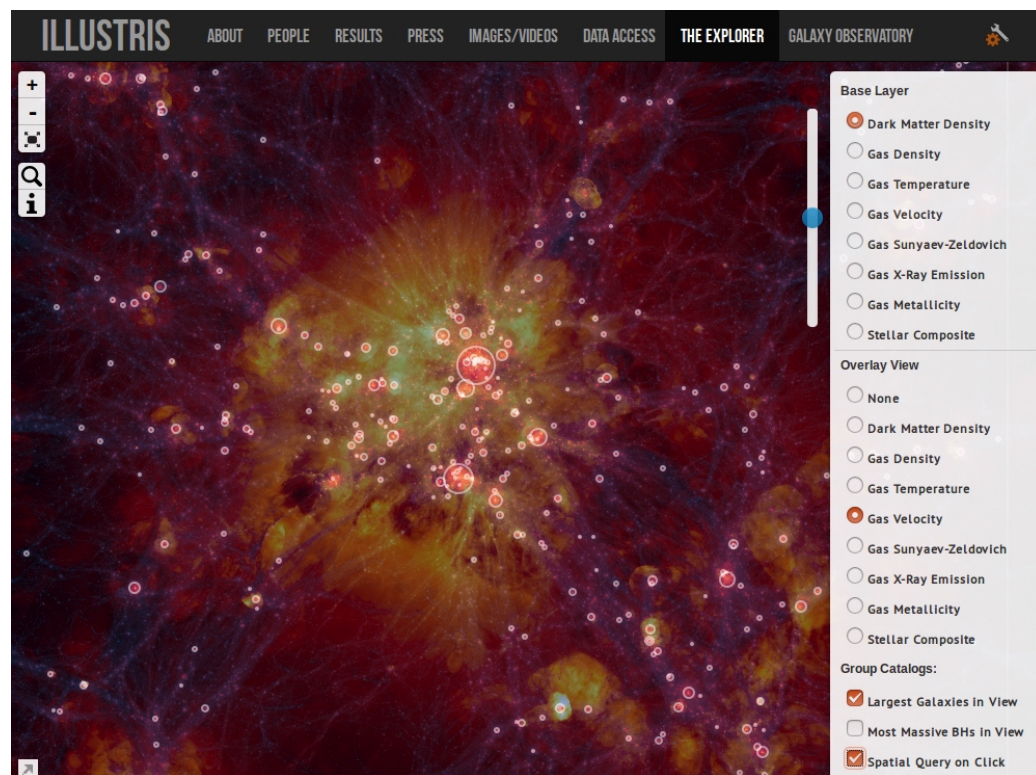 ILLUSTRIS ABOUT PEOPLE RESULTS PRESS IMAGES/VIDEOS DATA ACCESS THE EXPLORER GALAXY OBSERVATORY
+
-
i
Base Layer
Dark Matter Density
Gas Density
Gas Temperature
Gas Velocity
Gas Sunyaev-Zeldovich
Gas X-Ray Emission
Gas Metallicity
Stellar Composite
Overlay View
None
Dark Matter Density
Gas Density
Gas Temperature
Gas Velocity
Gas Sunyaev-Zeldovich
Gas X-Ray Emission
Gas Metallicity
Stellar Composite
Group Catalogs:
Largest Galaxies in View
Most Massive BHs in View
Spatial Query on Click